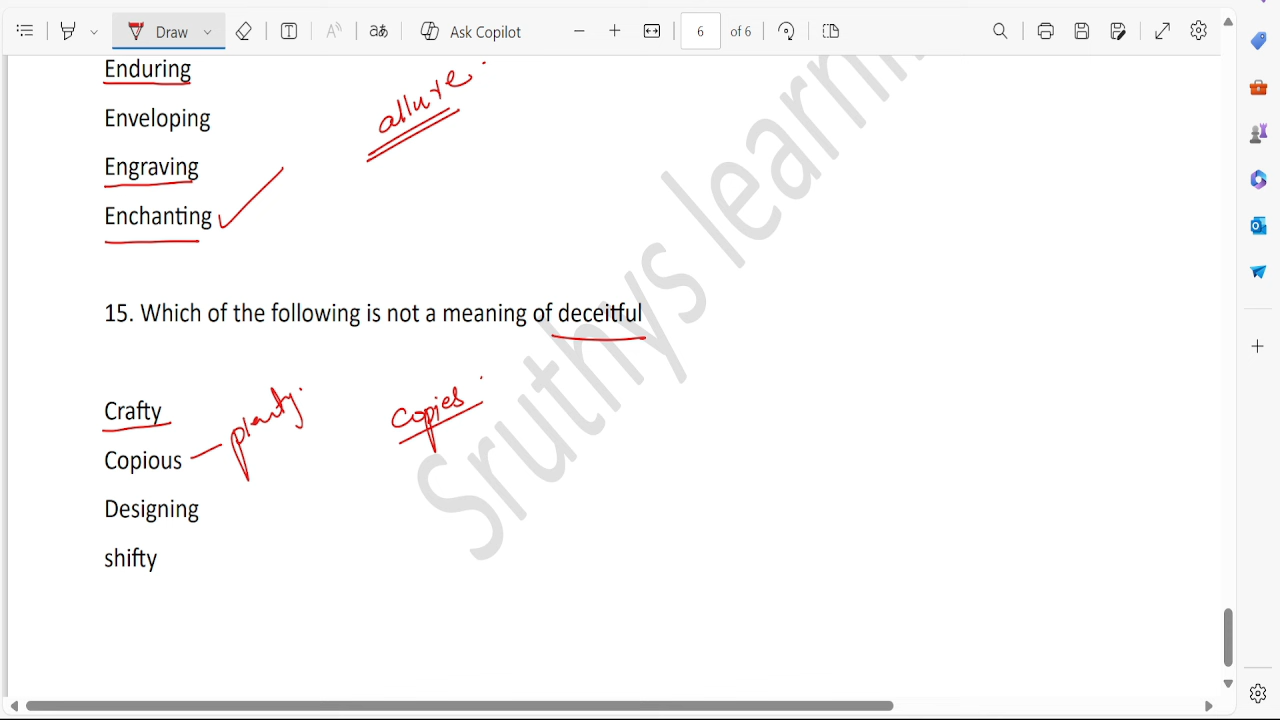 Draw
Ask Copilot
6
of 6
Enduring
allure.
Enveloping
Engraving
Enchanting
15. Which of the following is not a meaning of deceitful
Crafty
plenty.
copies.
Copious
Designing
shifty
Sruthys learn